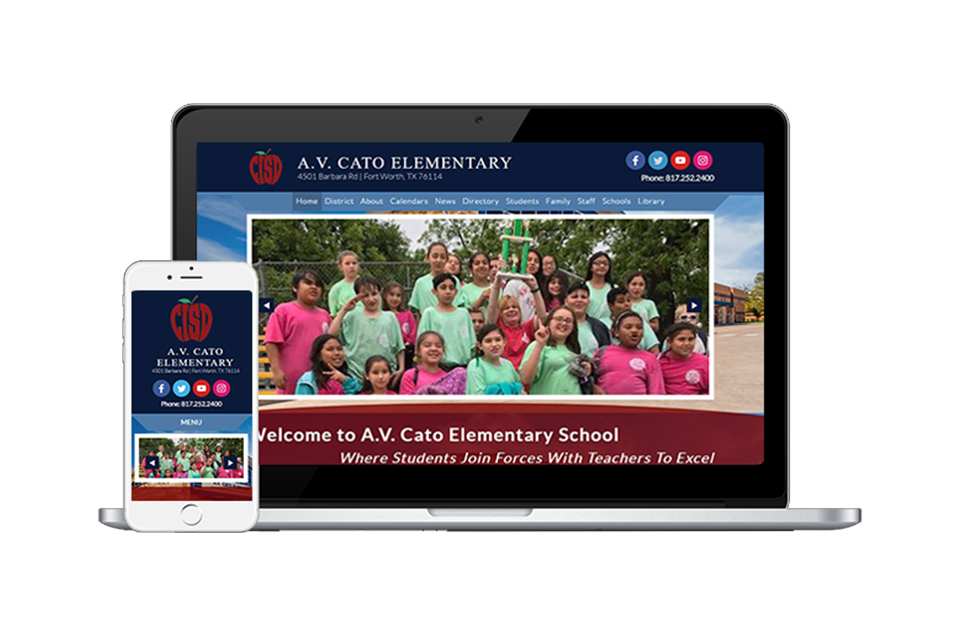 CISD
A.V. CATO ELEMENTARY
4501 Barbara Rd | Fort Worth, TX 76114
Phone: 817.252.2400
Home District About Calendars News Directory Students Family Staff Schools Library
Welcome to A.V. Cato Elementary School
Where Students Join Forces With Teachers To Excel
CISD
A.V. CATO
ELEMENTARY
4501 Barbara Rd | Fort Worth, TX 76114
Phone: 817.252.2400
MENU